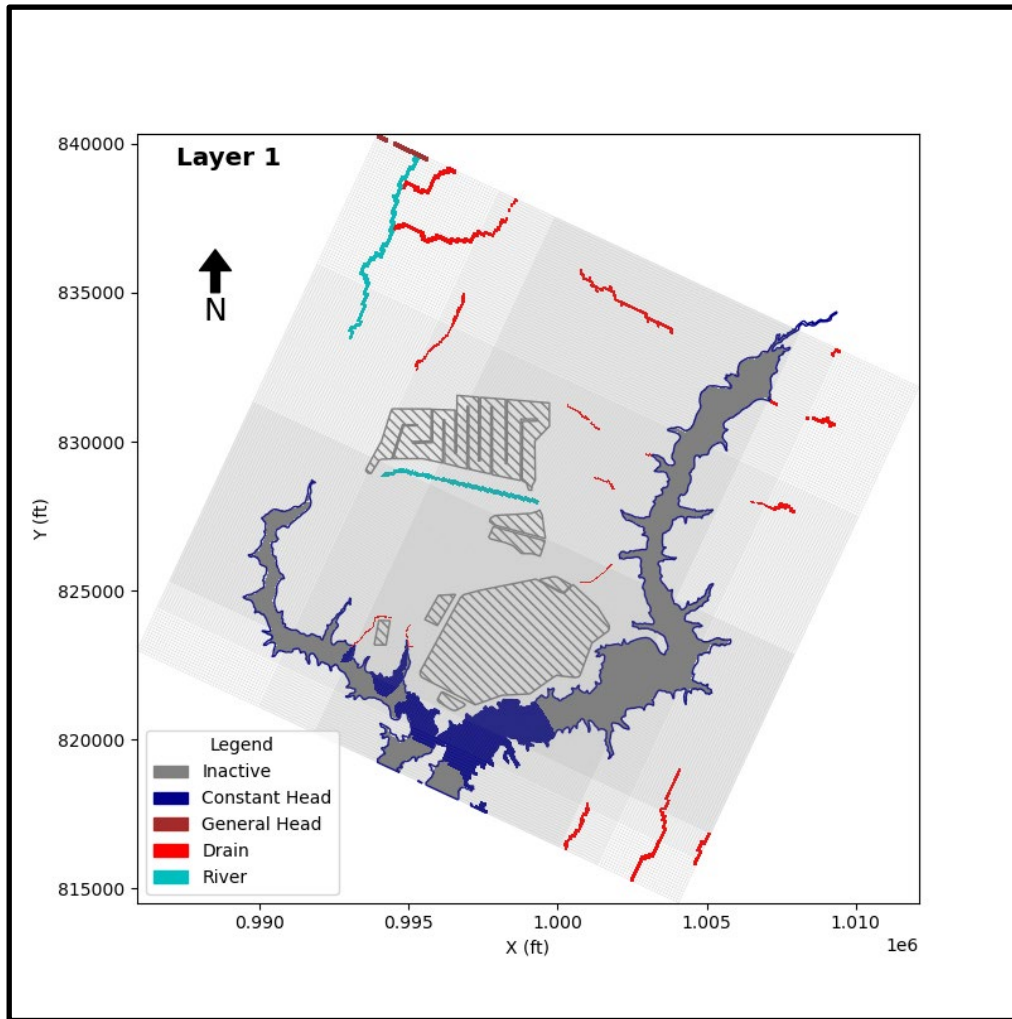 Layer 1
N
840000
835000
830000
825000
820000
815000
Y (ft)
Legend
Inactive
Constant Head
General Head
Drain
River
0.990
0.995
1.000
1.005
1.010
X (ft)
1e6